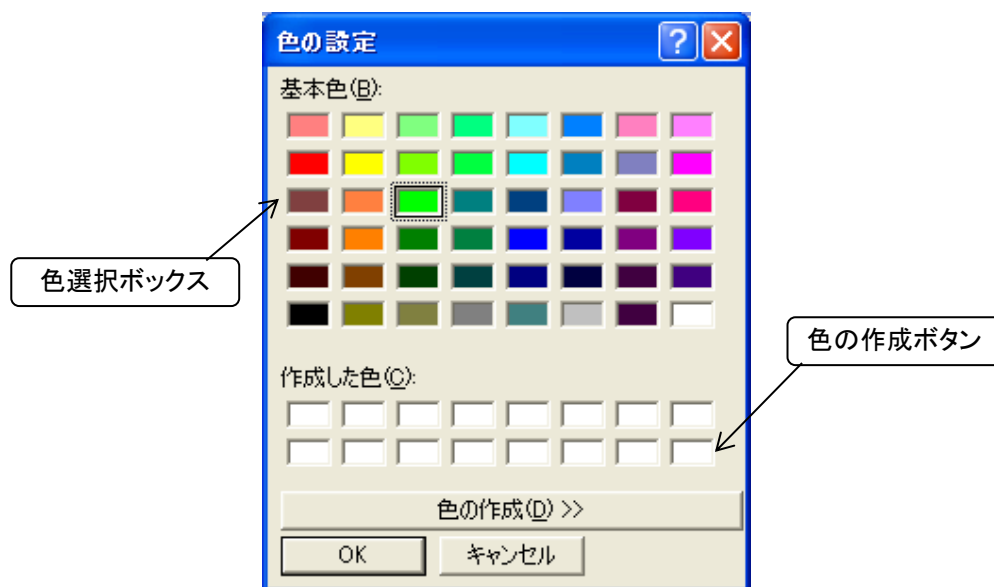 色の設定
基本色(B):
色選択ボックス
色の作成ボタン
作成した色(C):
色の作成(D) >>
OK キャンセル